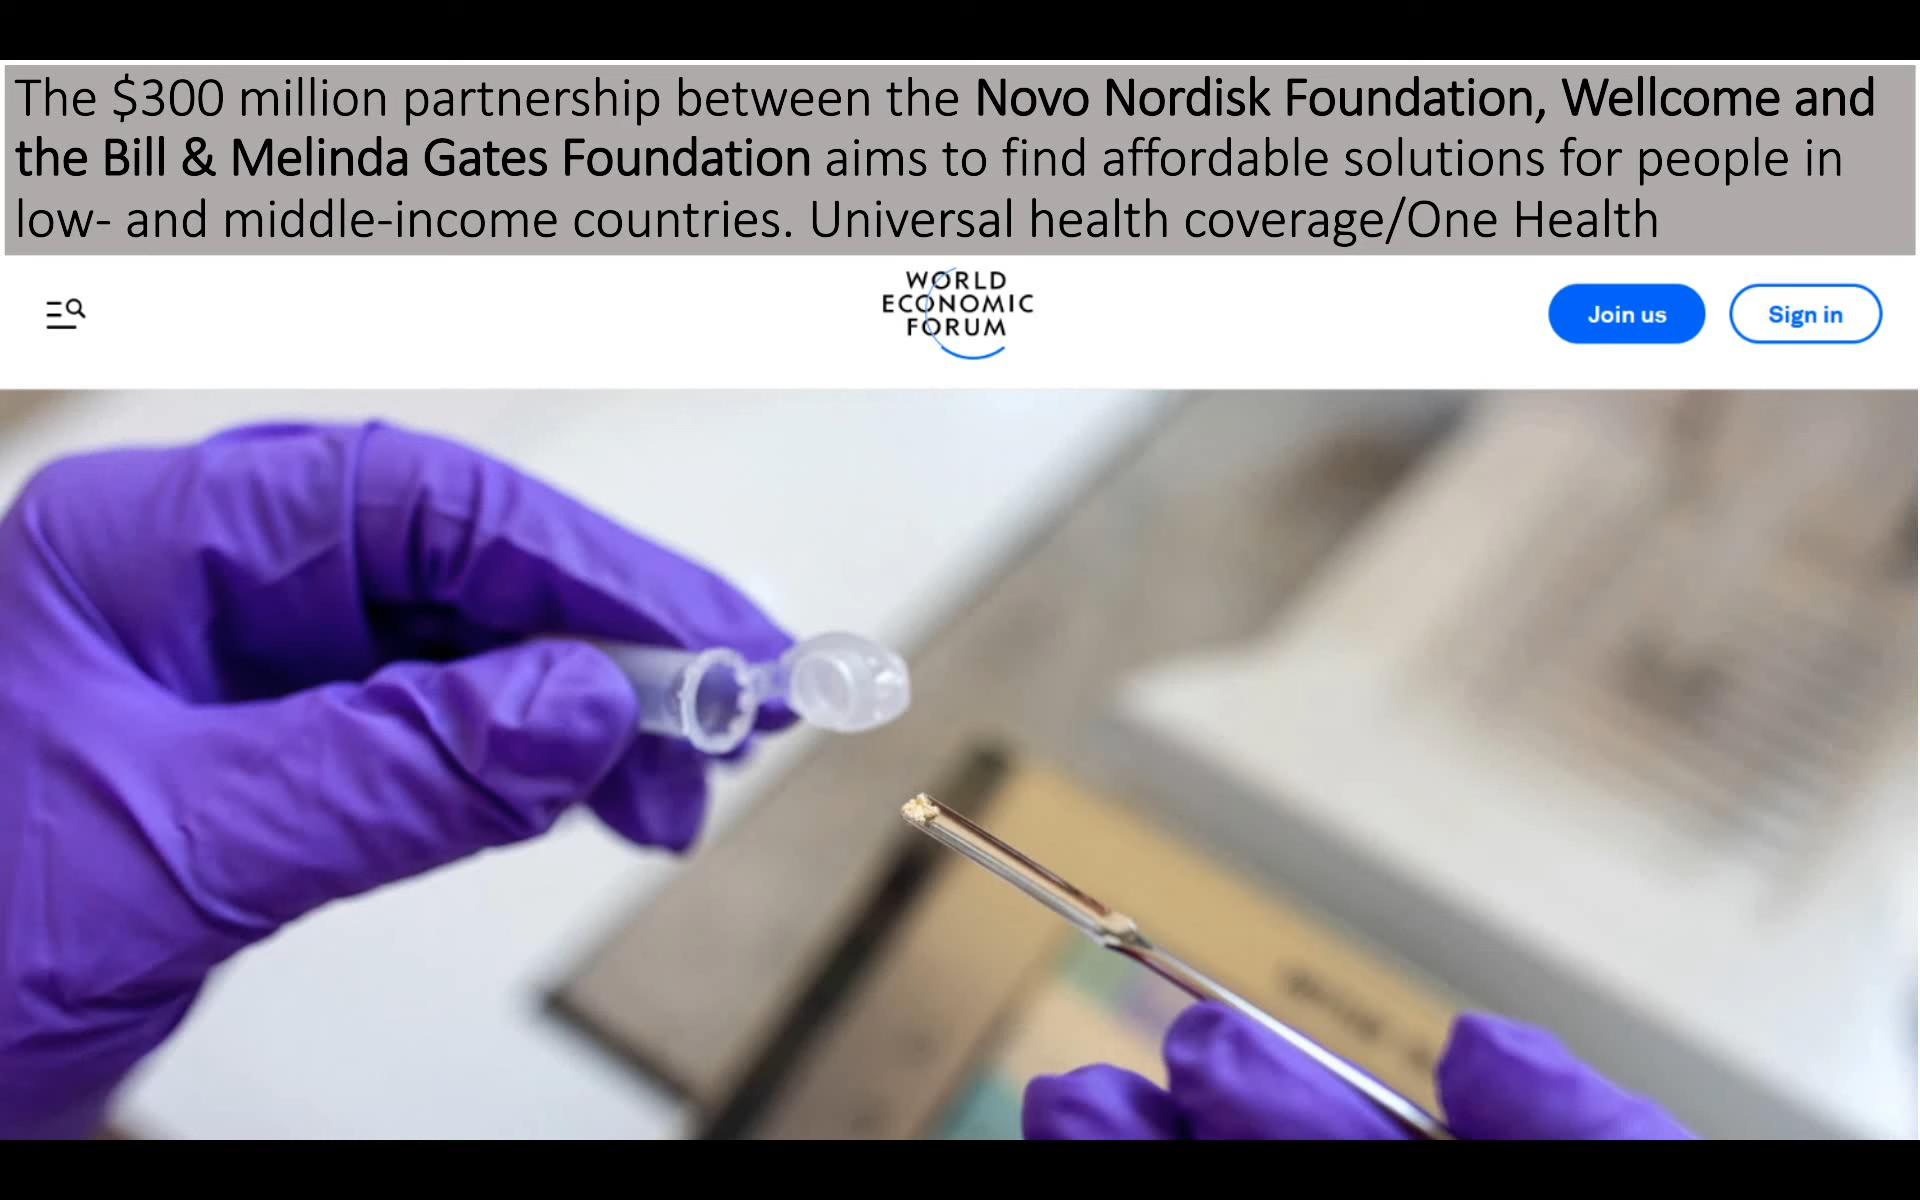 The $300 million partnership between the Novo Nordisk Foundation, Wellcome and
the Bill & Melinda Gates Foundation aims to find affordable solutions for people in
low- and middle-income countries. Universal health coverage/One Health
WORLD
ECONOMIC
FORUM
Join us
Sign in